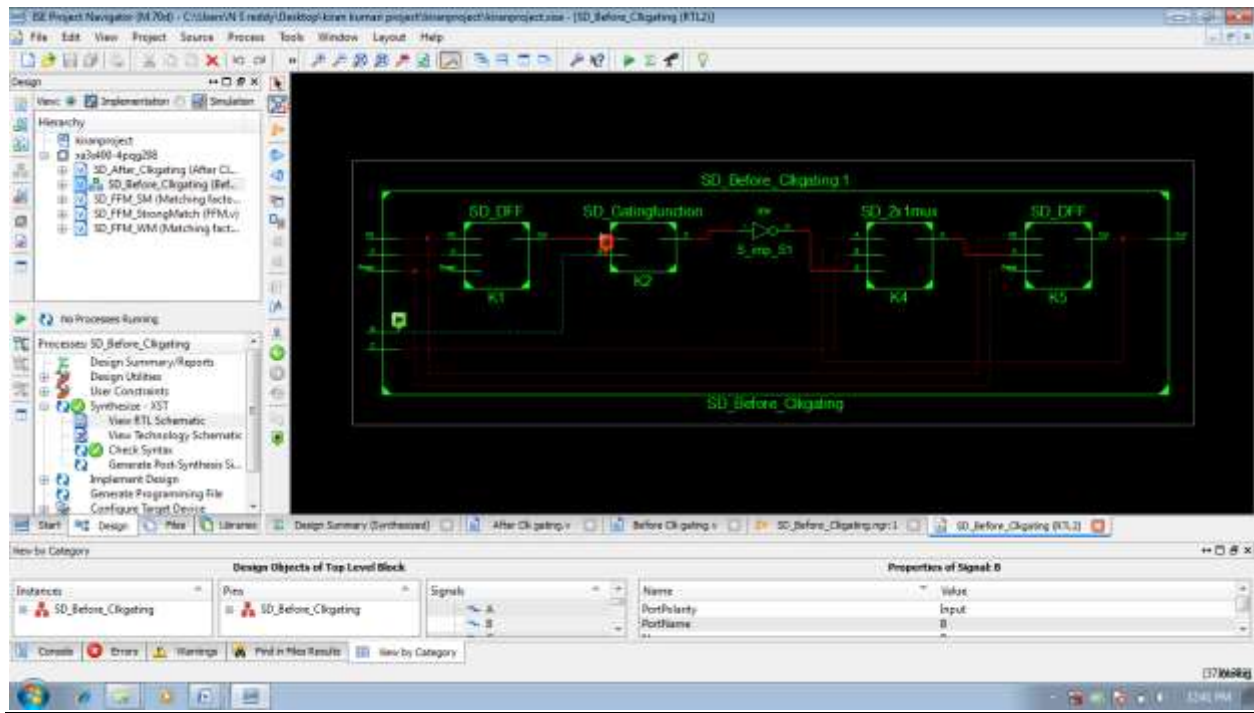 ISE Project Navigator (M.70d) - C:\Users\N S reddy\Desktop\kiran kumari project\kiranproject\kiranproject.xise - [SD_Before_Clkgating (RTL2)]
File Edit View Project Source Process Tools Window Layout Help
Design
View: Implementation Simulation
Hierarchy
kiranproject
xa3s400-4pqg208
SD_After_Clkgating (After Cl...
SD_Before_Clkgating (Bef...
SD_FFM_SM (Matching facto...
SD_FFM_StrongMatch (FFM.v)
SD_FFM_WM (Matching fact...
No Processes Running
Processes: SD_Before_Clkgating
Design Summary/Reports
Design Utilities
User Constraints
Synthesize - XST
View RTL Schematic
View Technology Schematic
Check Syntax
Generate Post-Synthesis Si...
Implement Design
Generate Programming File
Configure Target Device
SD_Before_Clkgating:1
SD_DFF
SD_Gatingfunction
SD_2x1mux
SD_DFF
S_imp_S1
K1
K2
K4
K5
SD_Before_Clkgating
Start Design Files Libraries
Design Summary (Synthesized)
After Clk gating.v
Before Clk gating.v
SD_Before_Clkgating.ngr:1
SD_Before_Clkgating (RTL2)
View by Category
Design Objects of Top Level Block
Properties of Signal: B
Instances
Pins
Signals
Name
Value
SD_Before_Clkgating
SD_Before_Clkgating
A
B
PortPolarity
Input
PortName
B
Console Errors Warnings Find in Files Results View by Category